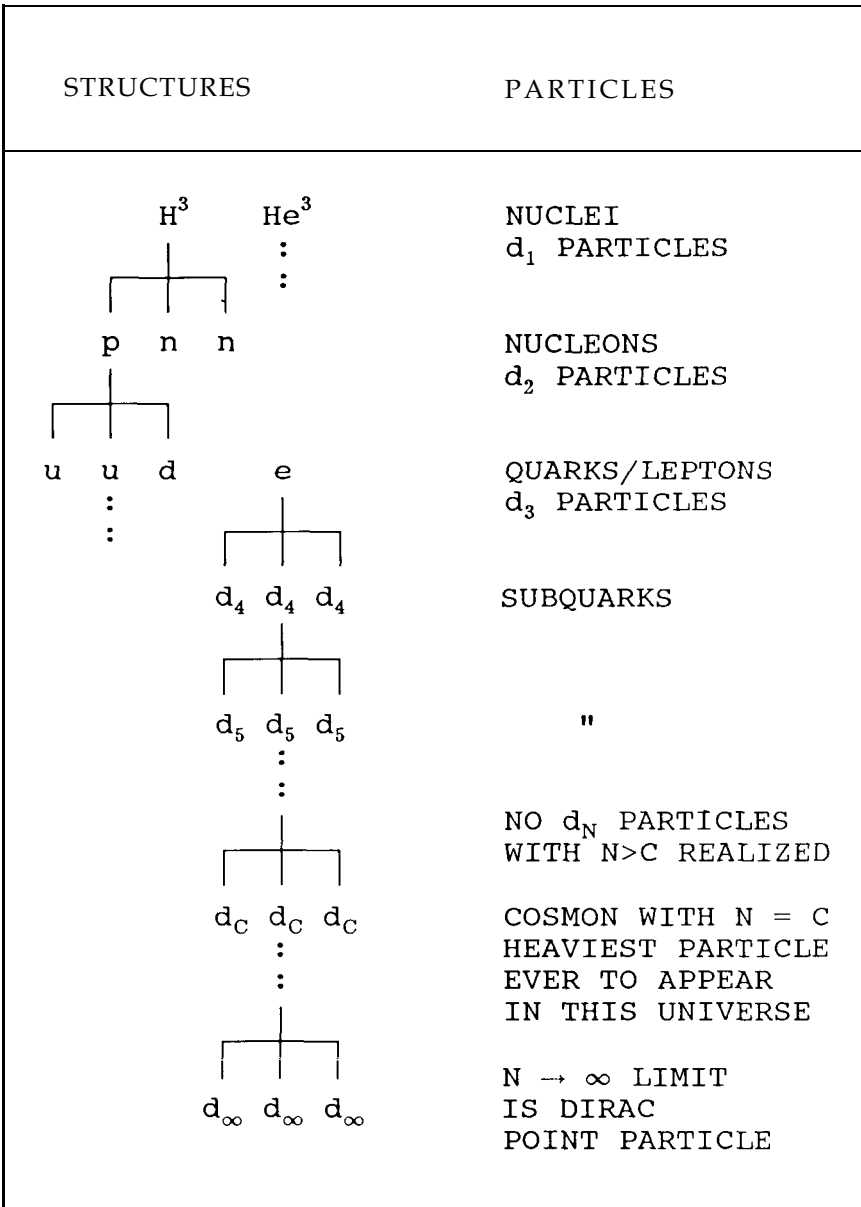 STRUCTURES PARTICLES
H³ He³ NUCLEI
: d₁ PARTICLES
:
p n n NUCLEONS
d₂ PARTICLES
u u d e QUARKS/LEPTONS
: d₃ PARTICLES
:
d₄ d₄ d₄ SUBQUARKS
d₅ d₅ d₅ "
:
:
NO d_N PARTICLES
WITH N>C REALIZED
d_C d_C d_C COSMON WITH N = C
: HEAVIEST PARTICLE
: EVER TO APPEAR
IN THIS UNIVERSE
N → ∞ LIMIT
d_∞ d_∞ d_∞ IS DIRAC
POINT PARTICLE